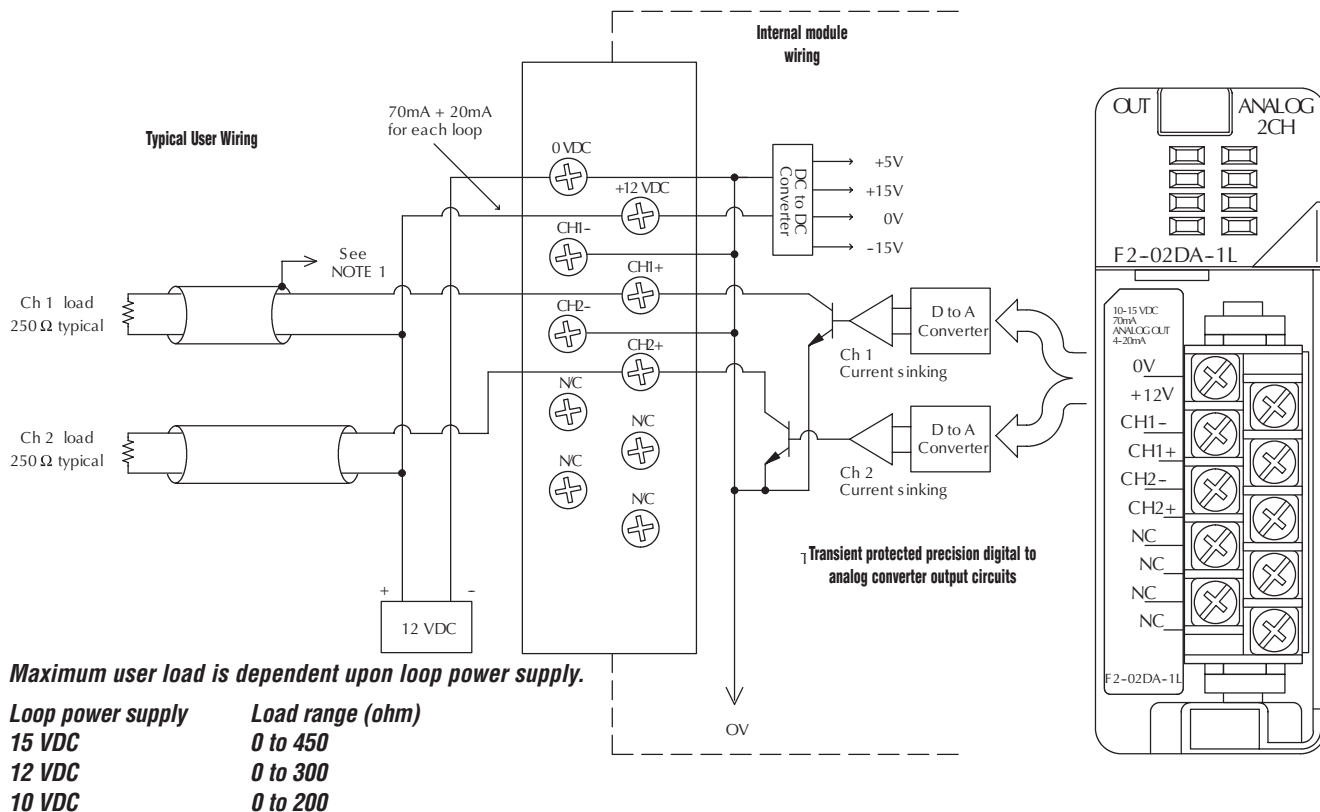 Internal module
wiring
Typical User Wiring
70mA + 20mA
for each loop
0 VDC
+12 VDC
CH1-
CH1+
CH2-
CH2+
N/C
N/C
N/C
N/C
See
NOTE 1
Ch 1 load
250 Ω typical
Ch 2 load
250 Ω typical
+
-
12 VDC
DC to DC
Converter
+5V
+15V
0V
-15V
D to A
Converter
Ch 1
Current sinking
D to A
Converter
Ch 2
Current sinking
Transient protected precision digital to
analog converter output circuits
OV
OUT
ANALOG
2CH
F2-02DA-1L
10-15 VDC
70mA
ANALOG OUT
4-20mA
0V
+12V
CH1-
CH1+
CH2-
CH2+
NC
NC
NC
NC
F2-02DA-1L
Maximum user load is dependent upon loop power supply.
Loop power supply Load range (ohm)
15 VDC 0 to 450
12 VDC 0 to 300
10 VDC 0 to 200